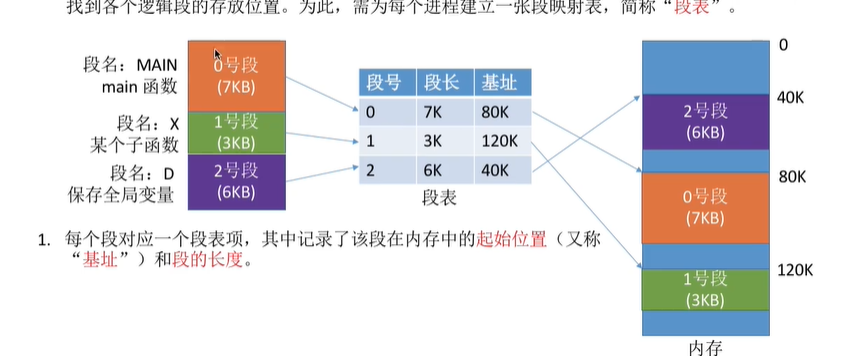 找到各个逻辑段的存放位置。为此，需为每个进程建立一张段映射表，简称“段表”。
段名：MAIN
main 函数
0号段
(7KB)
段名：X
某个子函数
1号段
(3KB)
段名：D
保存全局变量
2号段
(6KB)
段号 段长 基址
0 7K 80K
1 3K 120K
2 6K 40K
段表
0
40K
2号段
(6KB)
80K
0号段
(7KB)
120K
1号段
(3KB)
内存
1. 每个段对应一个段表项，其中记录了该段在内存中的起始位置（又称
“基址”）和段的长度。